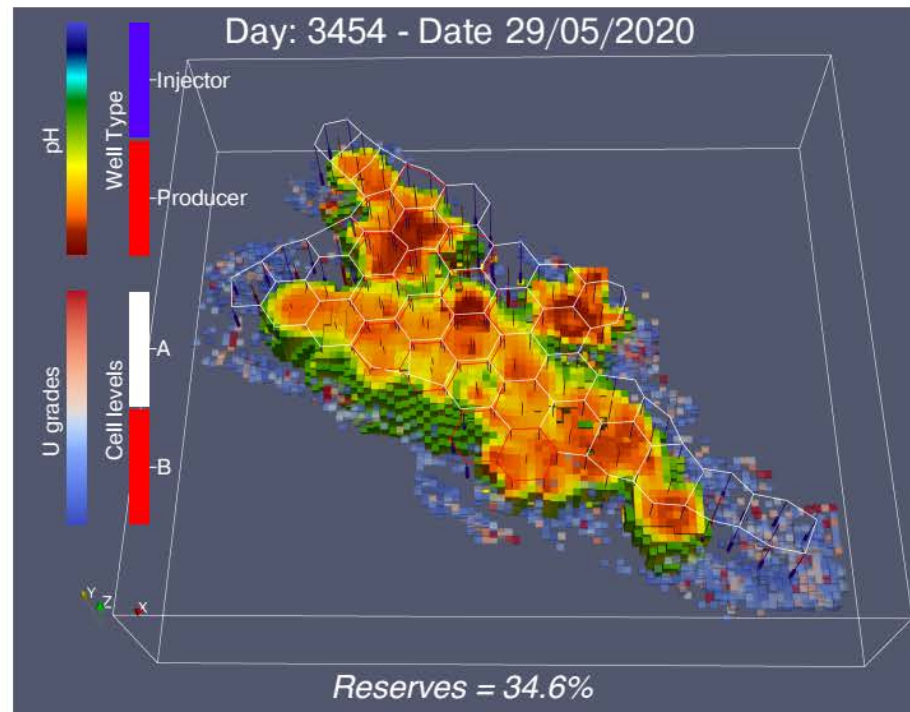 Day: 3454 - Date 29/05/2020
pH
Well Type
Injector
Producer
U grades
Cell levels
A
B
Y
Z
X
Reserves = 34.6%